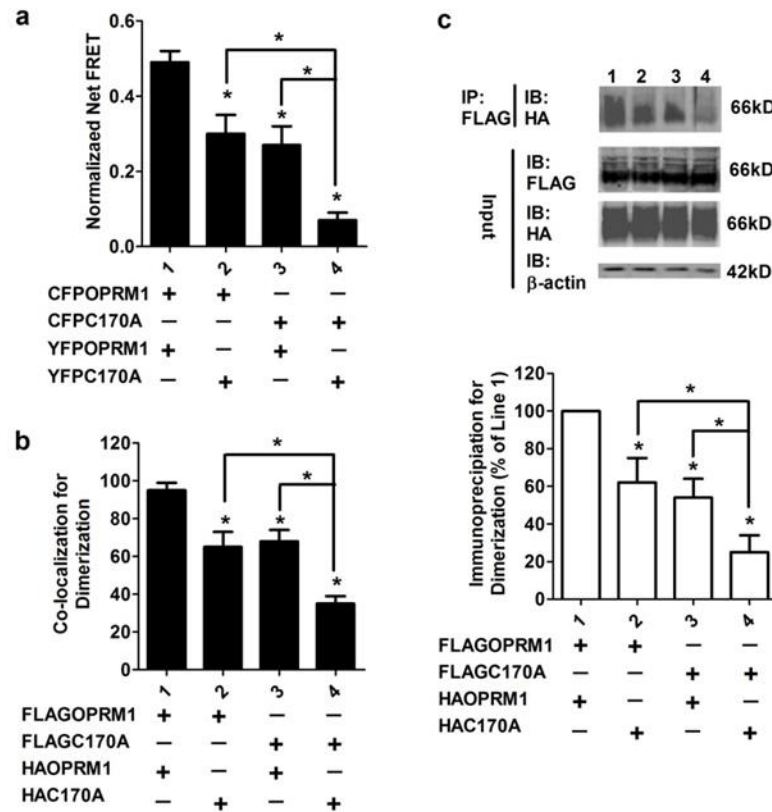 a
Normalizaed Net FRET
0.6
0.4
0.2
0.0
* *
* * *
1 2 3 4
CFPOPRM1 + + — —
CFPC170A — — + +
YFPOPRM1 + — + —
YFPC170A — + — +
b
Co-localization for
Dimerization
120
100
80
60
40
20
0
* *
* * *
1 2 3 4
FLAGOPRM1 + + — —
FLAGC170A — — + +
HAOPRM1 + — + —
HAC170A — + — +
c
1 2 3 4
IP: IB:
FLAG HA 66kD
Input
IB:
FLAG 66kD
IB:
HA 66kD
IB:
β-actin 42kD
Immunoprecipiation for
Dimerization (% of Line 1)
120
100
80
60
40
20
0
* *
* * *
1 2 3 4
FLAGOPRM1 + + — —
FLAGC170A — — + +
HAOPRM1 + — + —
HAC170A — + — +